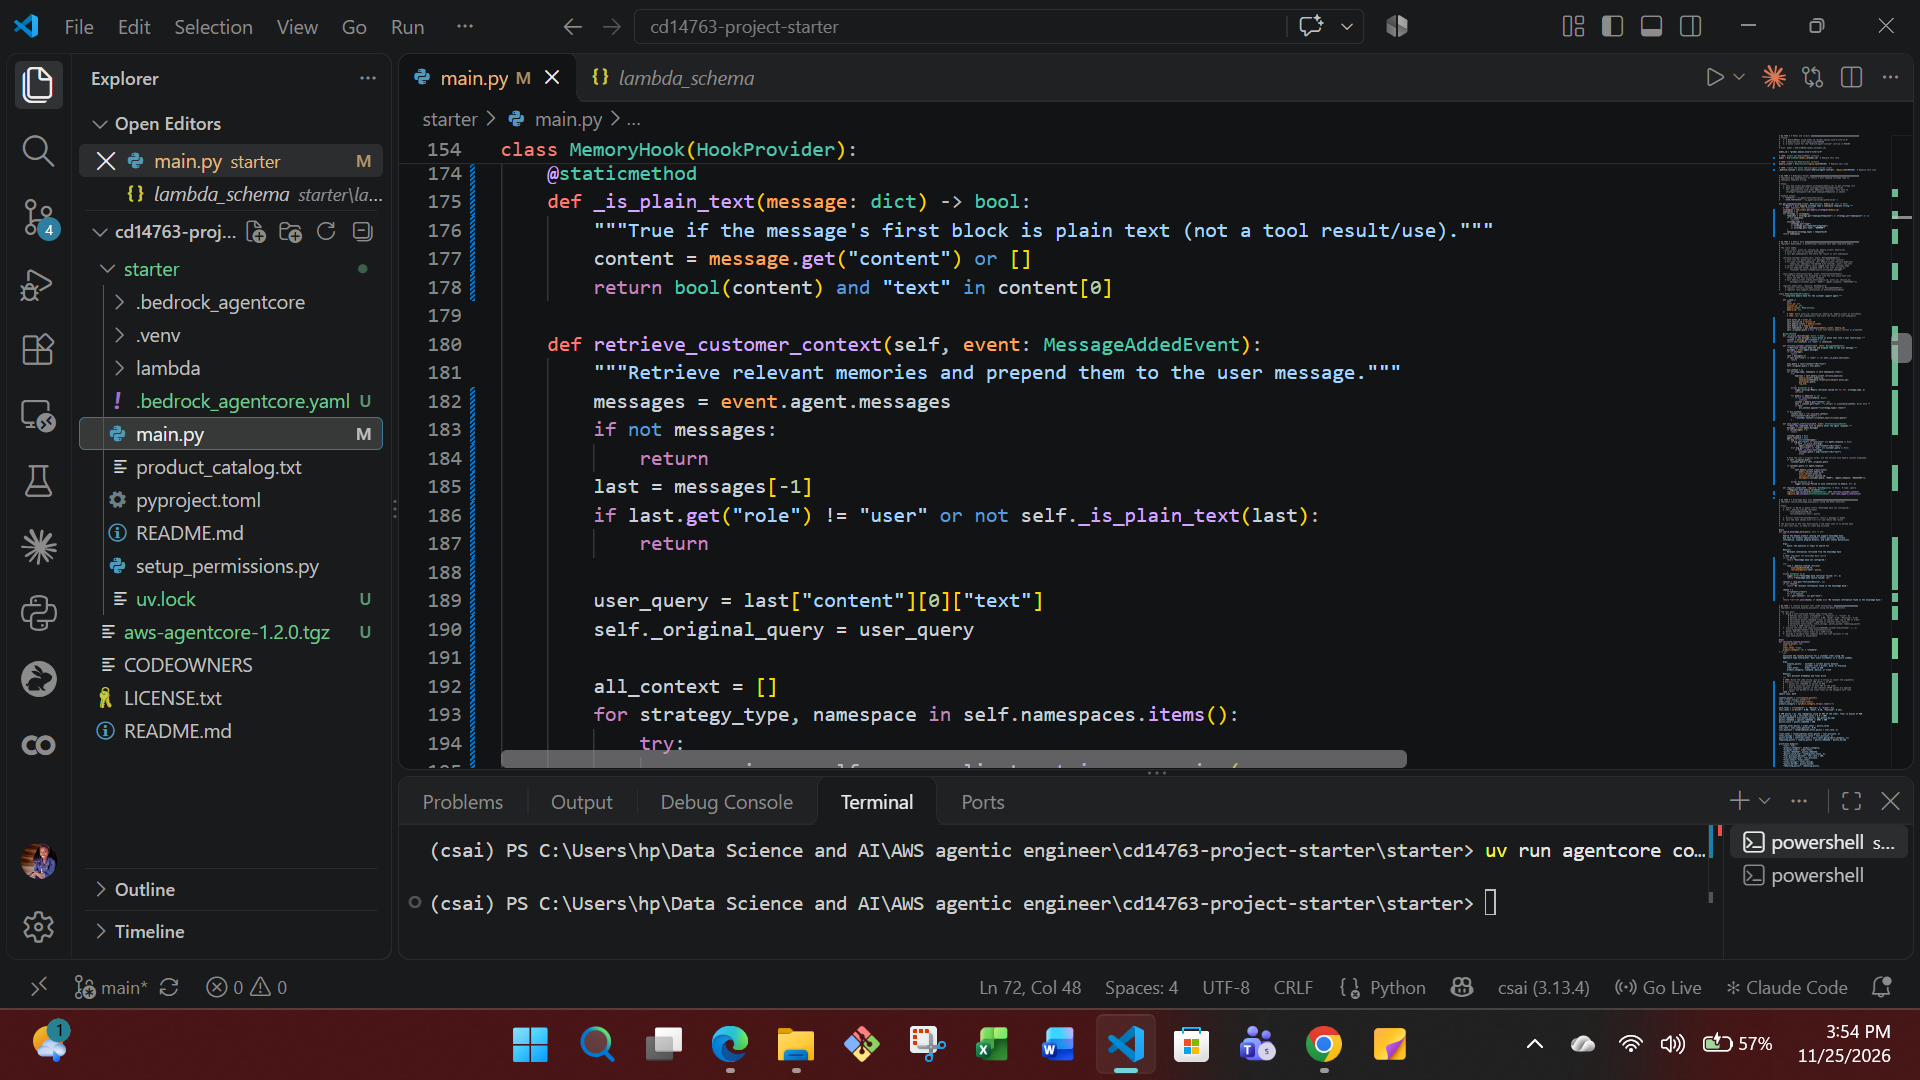 File Edit Selection View Go Run ···
cd14763-project-starter
Explorer
Open Editors
main.py starter M
{} lambda_schema starter\la...
cd14763-proj...
starter
.bedrock_agentcore
.venv
lambda
! .bedrock_agentcore.yaml U
main.py M
product_catalog.txt
pyproject.toml
README.md
setup_permissions.py
uv.lock U
aws-agentcore-1.2.0.tgz U
CODEOWNERS
LICENSE.txt
README.md
Outline
Timeline
4
main.py M
{} lambda_schema
starter > main.py > ...
154 class MemoryHook(HookProvider):
174 @staticmethod
175 def _is_plain_text(message: dict) -> bool:
176 """True if the message's first block is plain text (not a tool result/use)."""
177 content = message.get("content") or []
178 return bool(content) and "text" in content[0]
179
180 def retrieve_customer_context(self, event: MessageAddedEvent):
181 """Retrieve relevant memories and prepend them to the user message."""
182 messages = event.agent.messages
183 if not messages:
184 return
185 last = messages[-1]
186 if last.get("role") != "user" or not self._is_plain_text(last):
187 return
188
189 user_query = last["content"][0]["text"]
190 self._original_query = user_query
191
192 all_context = []
193 for strategy_type, namespace in self.namespaces.items():
194 try:
Problems Output Debug Console Terminal Ports
(csai) PS C:\Users\hp\Data Science and AI\AWS agentic engineer\cd14763-project-starter\starter> uv run agentcore co...
(csai) PS C:\Users\hp\Data Science and AI\AWS agentic engineer\cd14763-project-starter\starter>
powershell s...
powershell
main* 0 0
Ln 72, Col 48 Spaces: 4 UTF-8 CRLF {} Python csai (3.13.4) Go Live Claude Code
1
57%
3:54 PM
11/25/2026